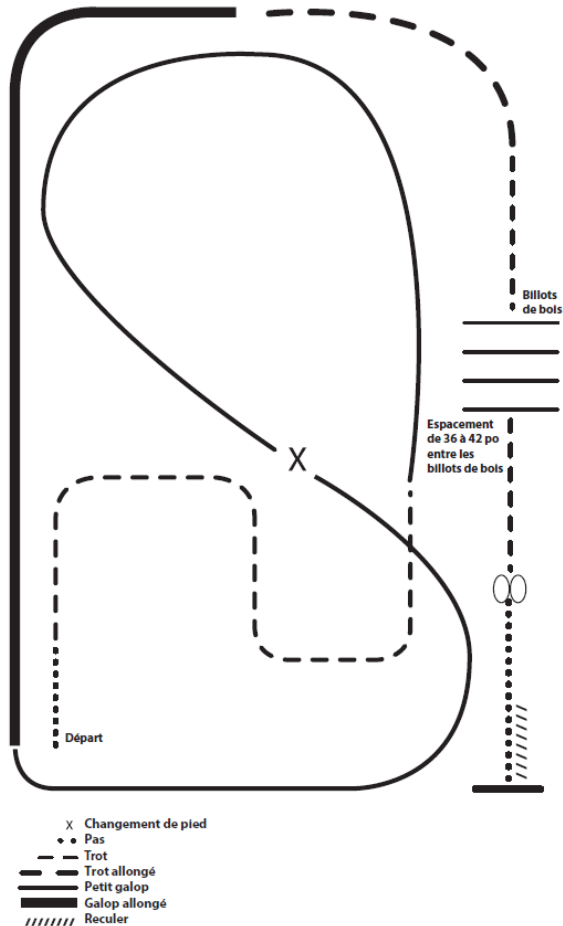 Billots
de bois
Espacement
de 36 à 42 po
entre les
billots de bois
X
Départ
X Changement de pied
Pas
Trot
Trot allongé
Petit galop
Galop allongé
Reculer